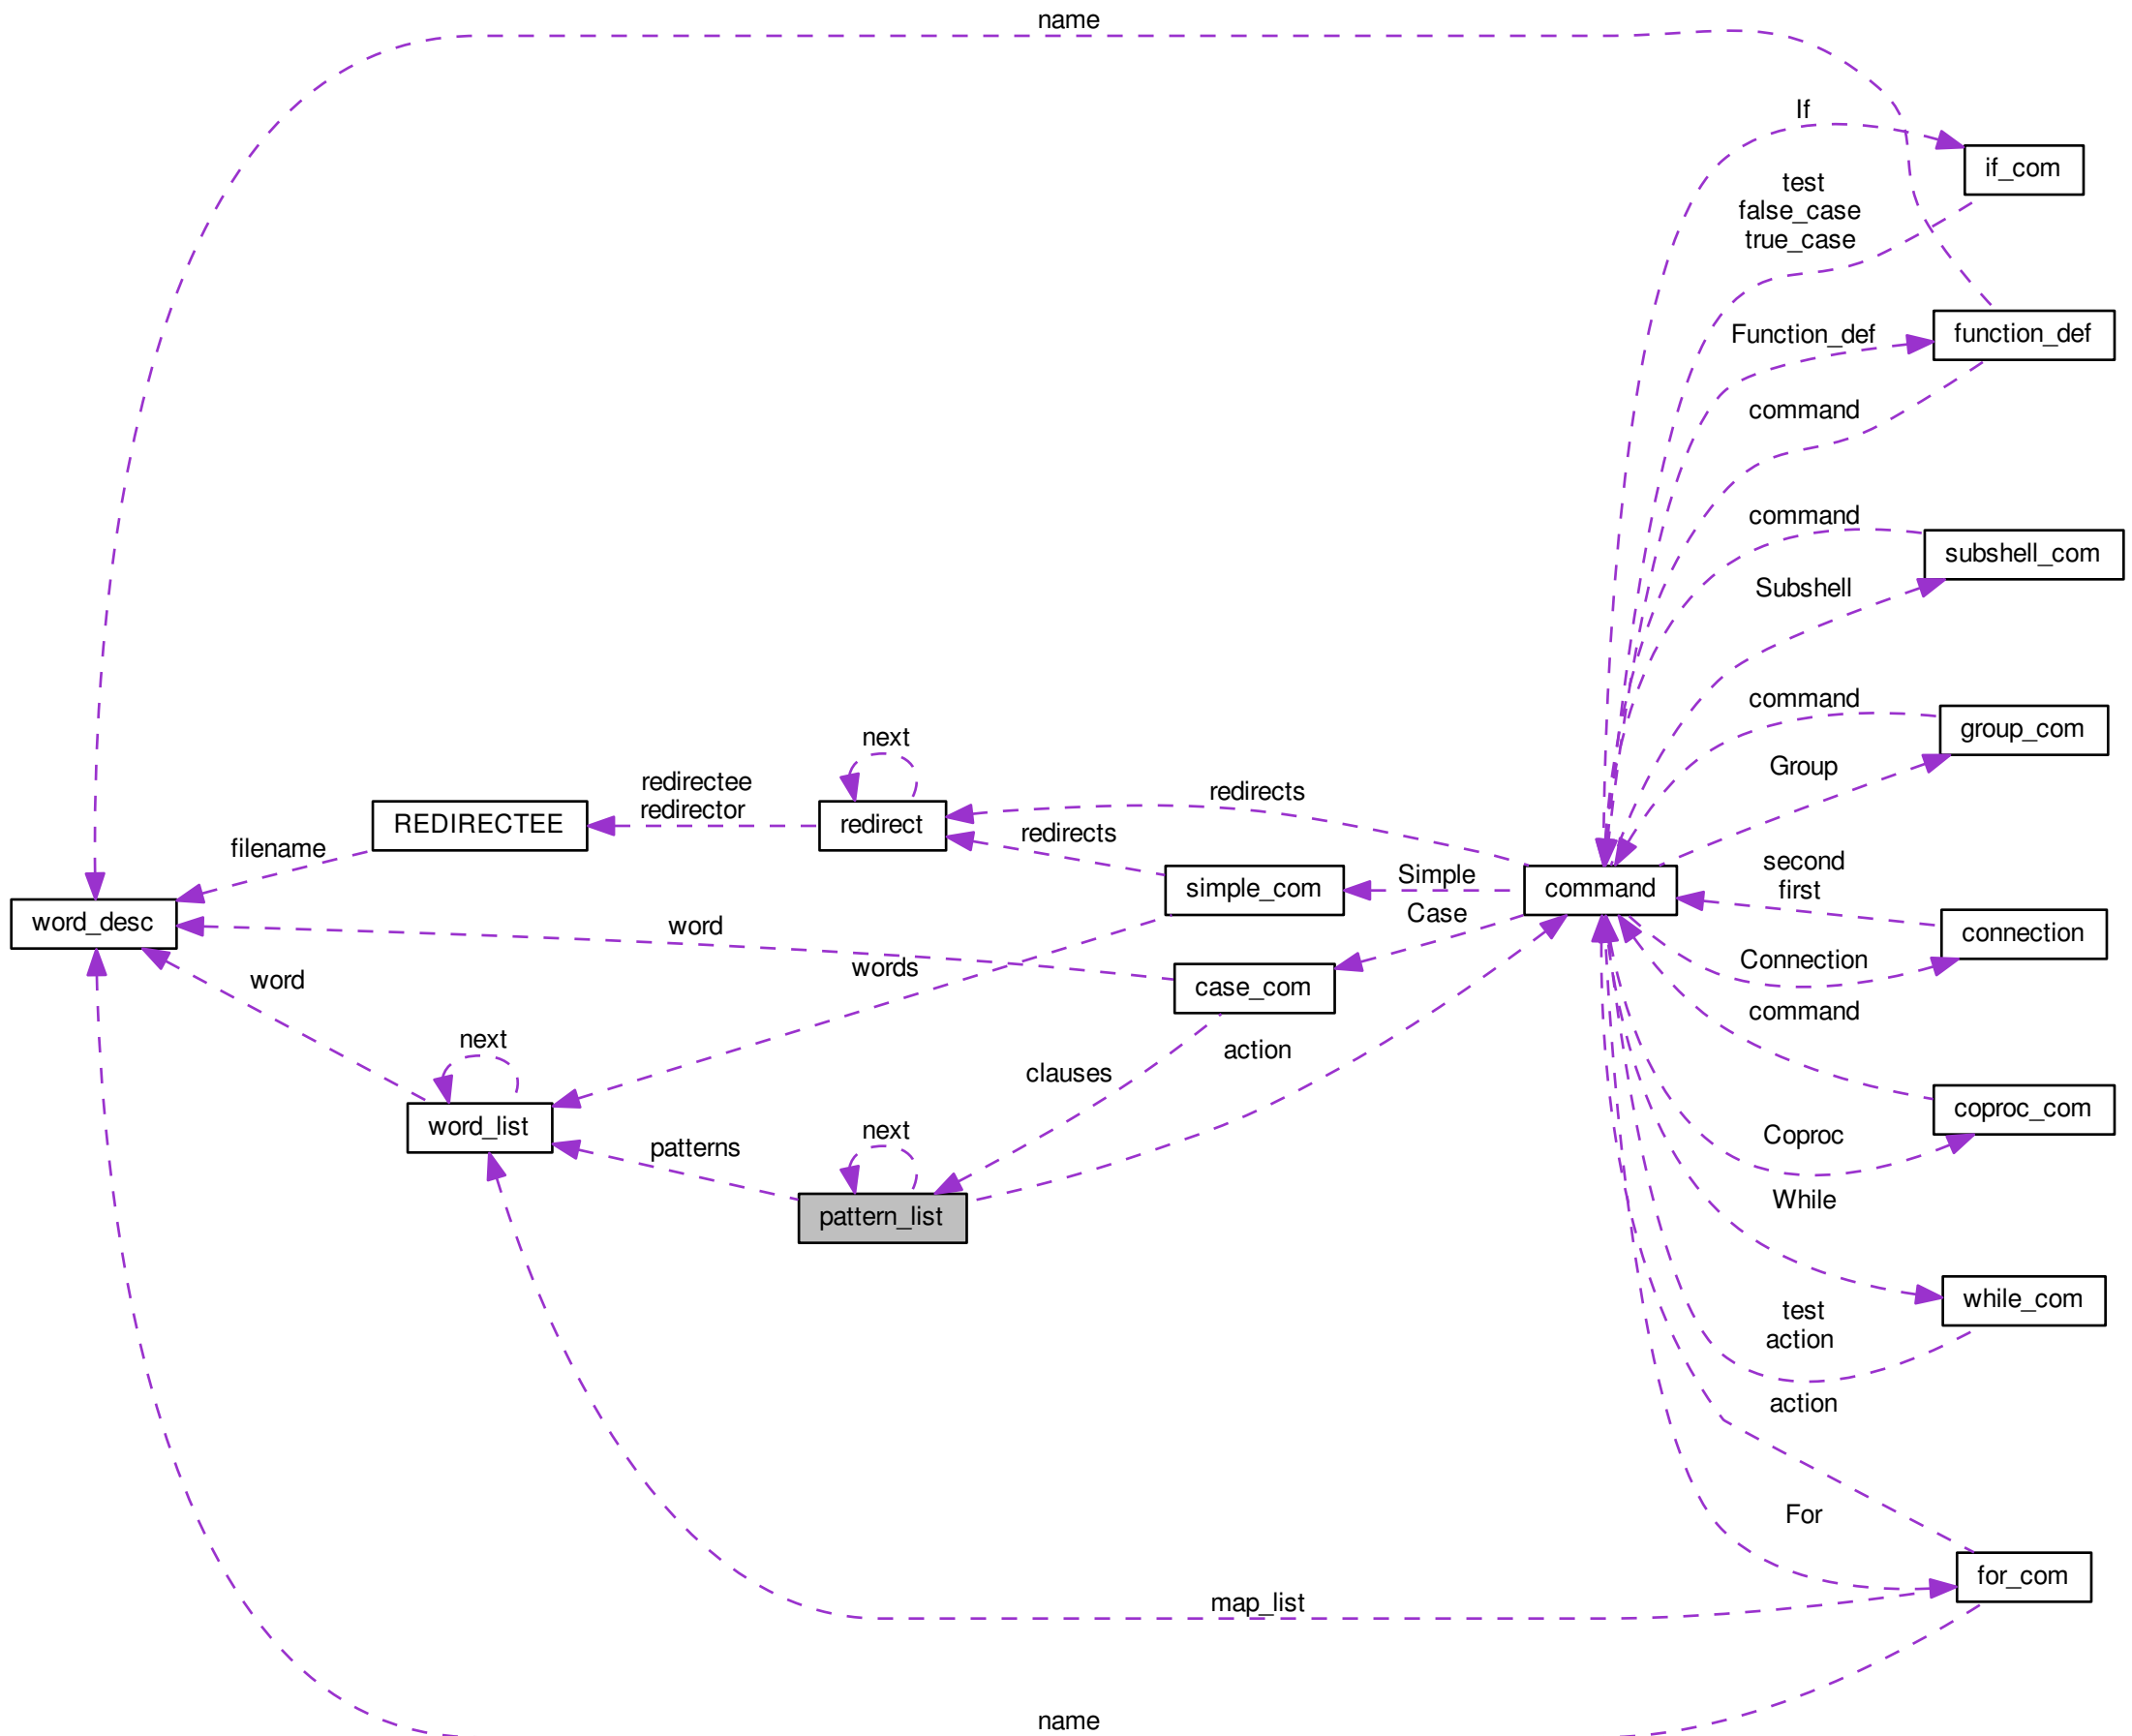 name
If
if_com
test
false_case
true_case
Function_def
function_def
command
command
subshell_com
Subshell
command
group_com
next
Group
redirectee
redirector
redirects
REDIRECTEE
redirect
redirects
filename
second
first
Simple
simple_com
command
Case
word_desc
word
connection
words
Connection
word
case_com
command
next
action
clauses
coproc_com
word_list
next
Coproc
patterns
While
pattern_list
while_com
test
action
action
For
for_com
map_list
name